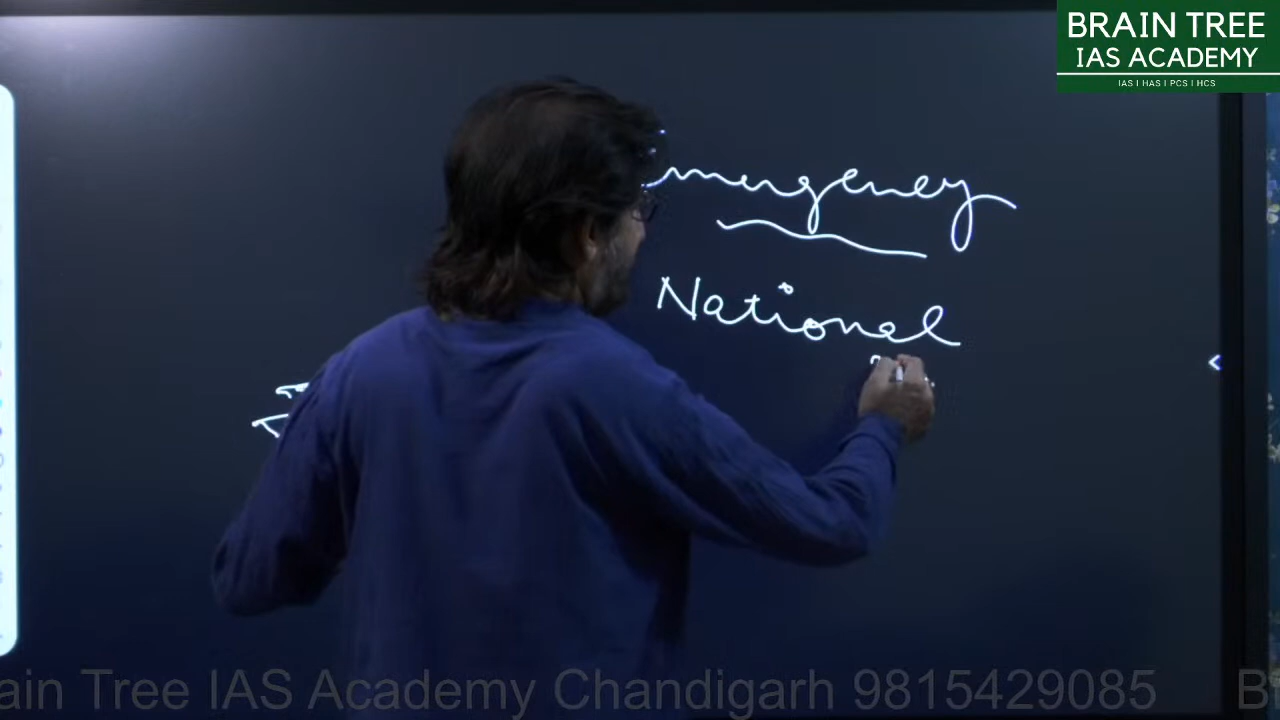 BRAIN TREE
IAS ACADEMY
IAS I HAS I PCS I HCS
mergency
National
ain Tree IAS Academy Chandigarh 9815429085 B